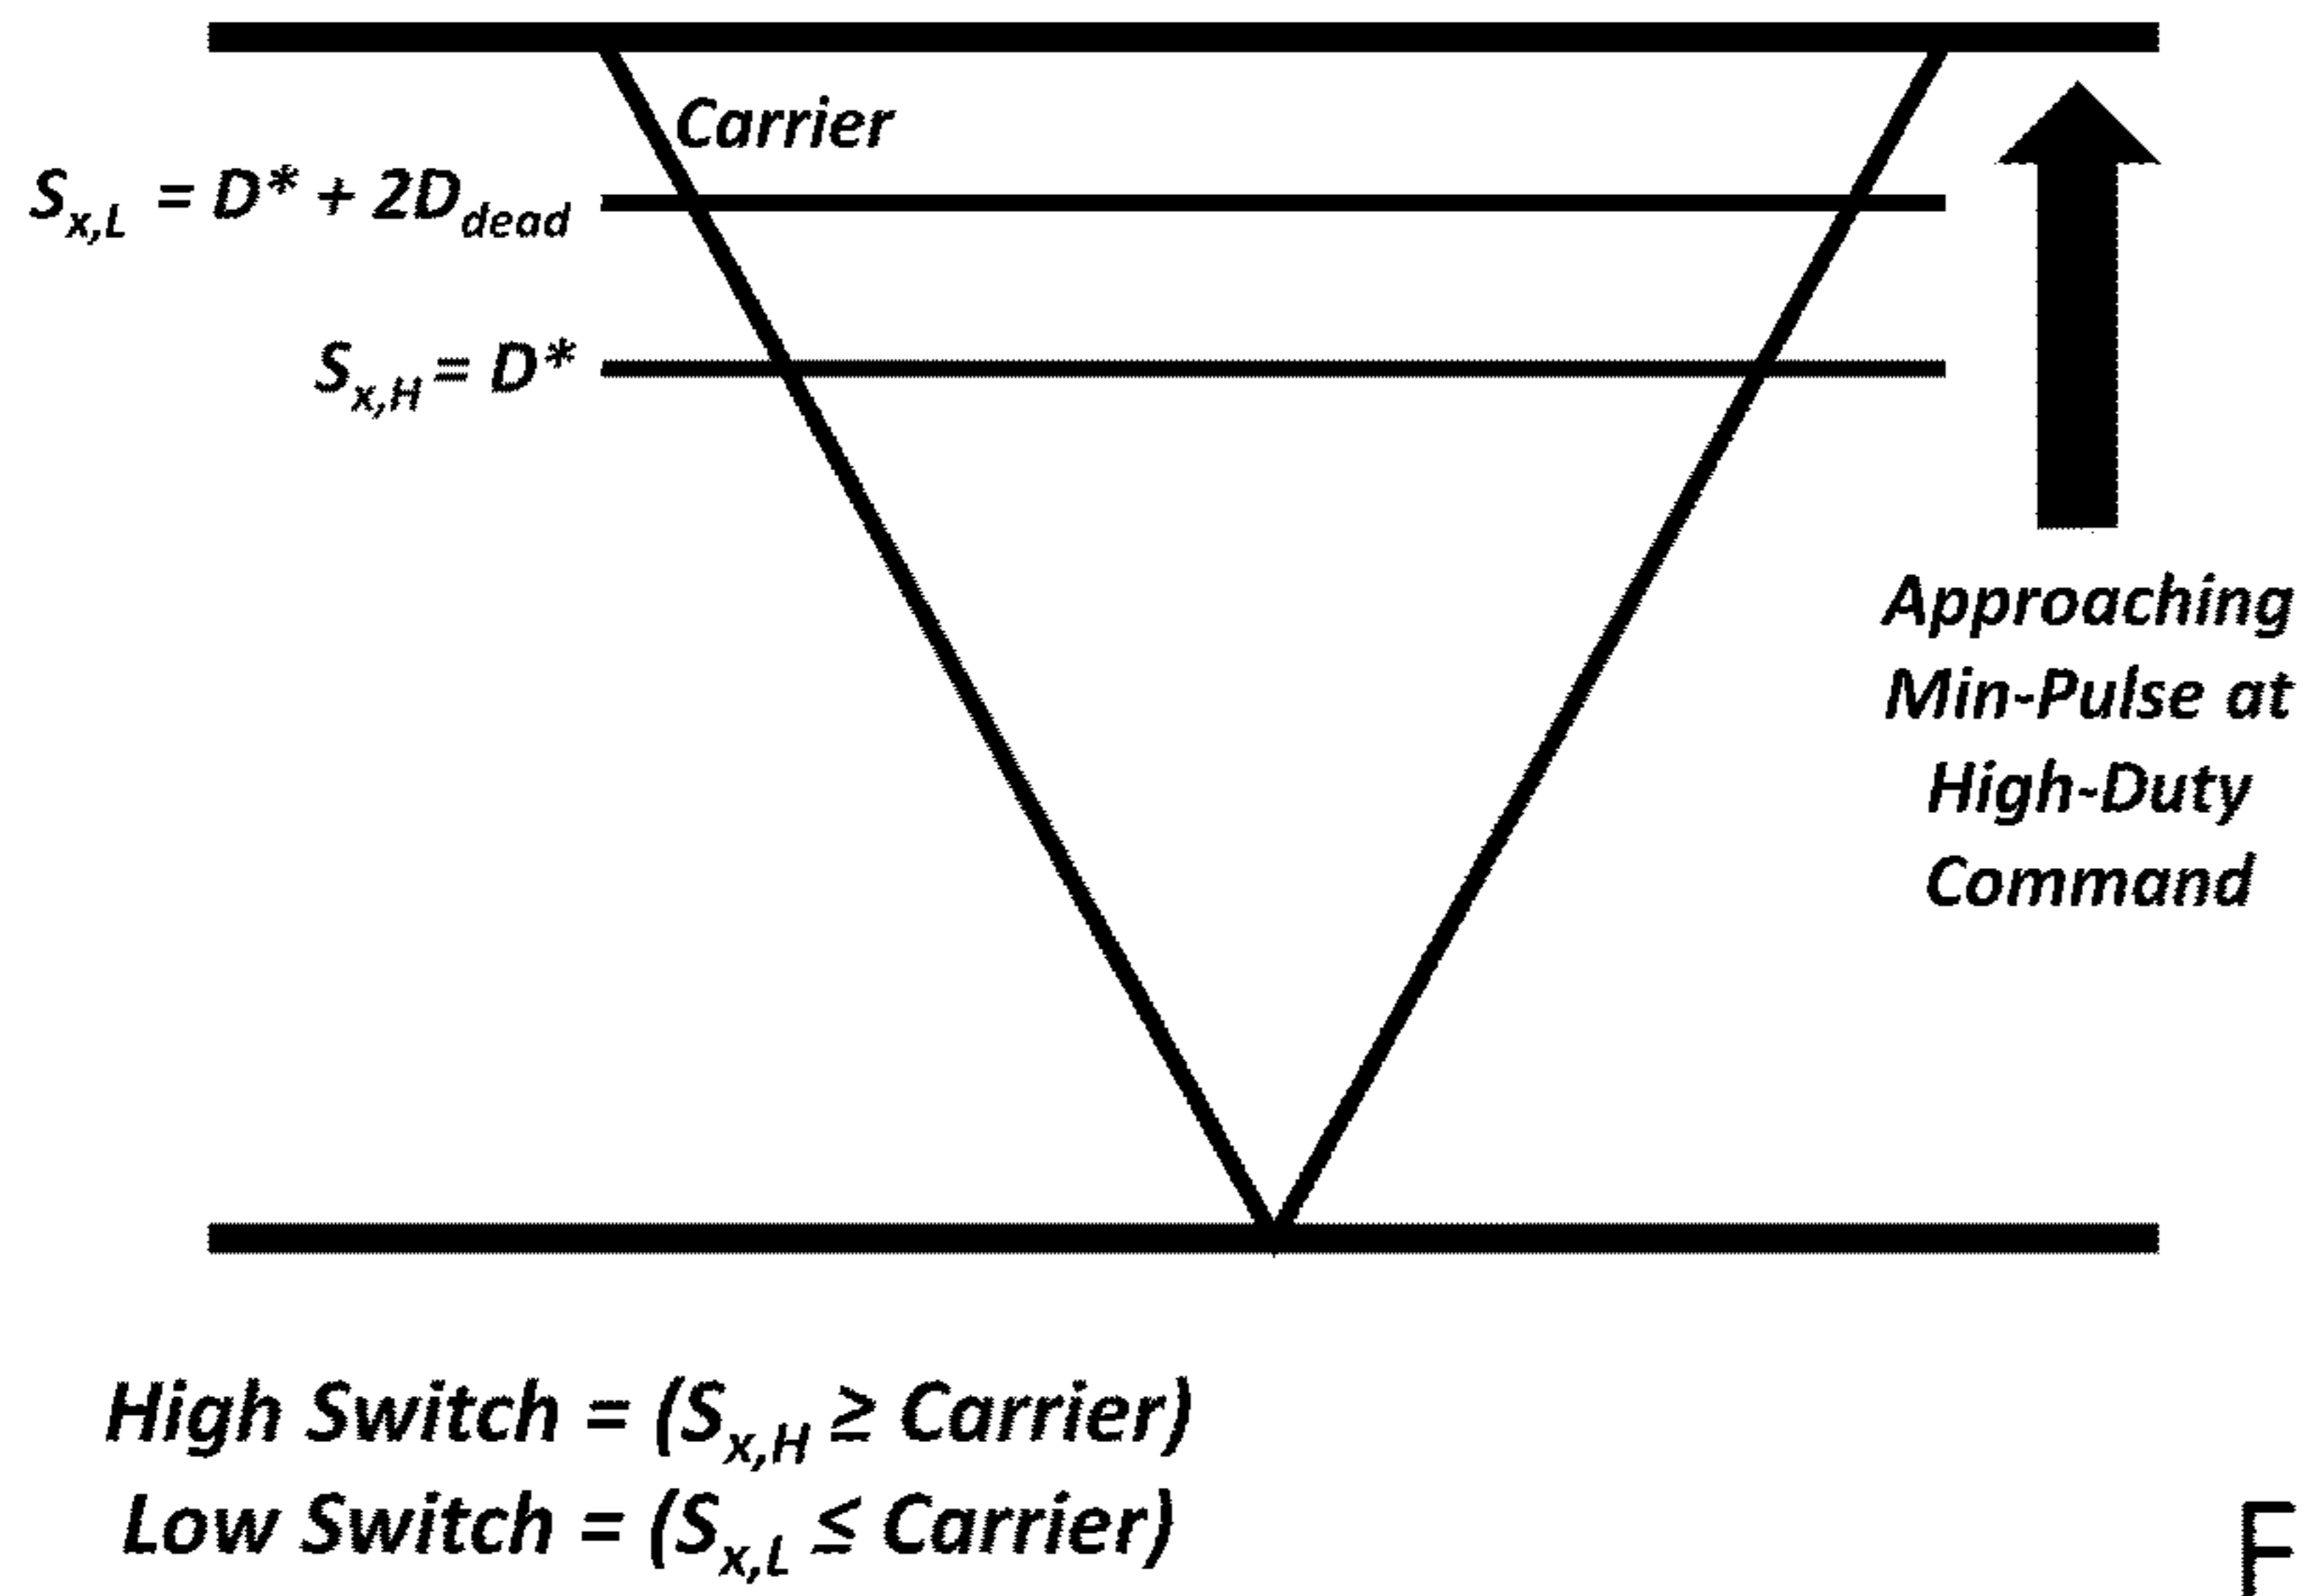 Carrier
S_{x,L} = D* + 2D_{dead}
S_{x,H} = D*
Approaching
Min-Pulse at
High-Duty
Command
High Switch = (S_{x,H} ≥ Carrier)
Low Switch = (S_{x,L} ≤ Carrier)
F